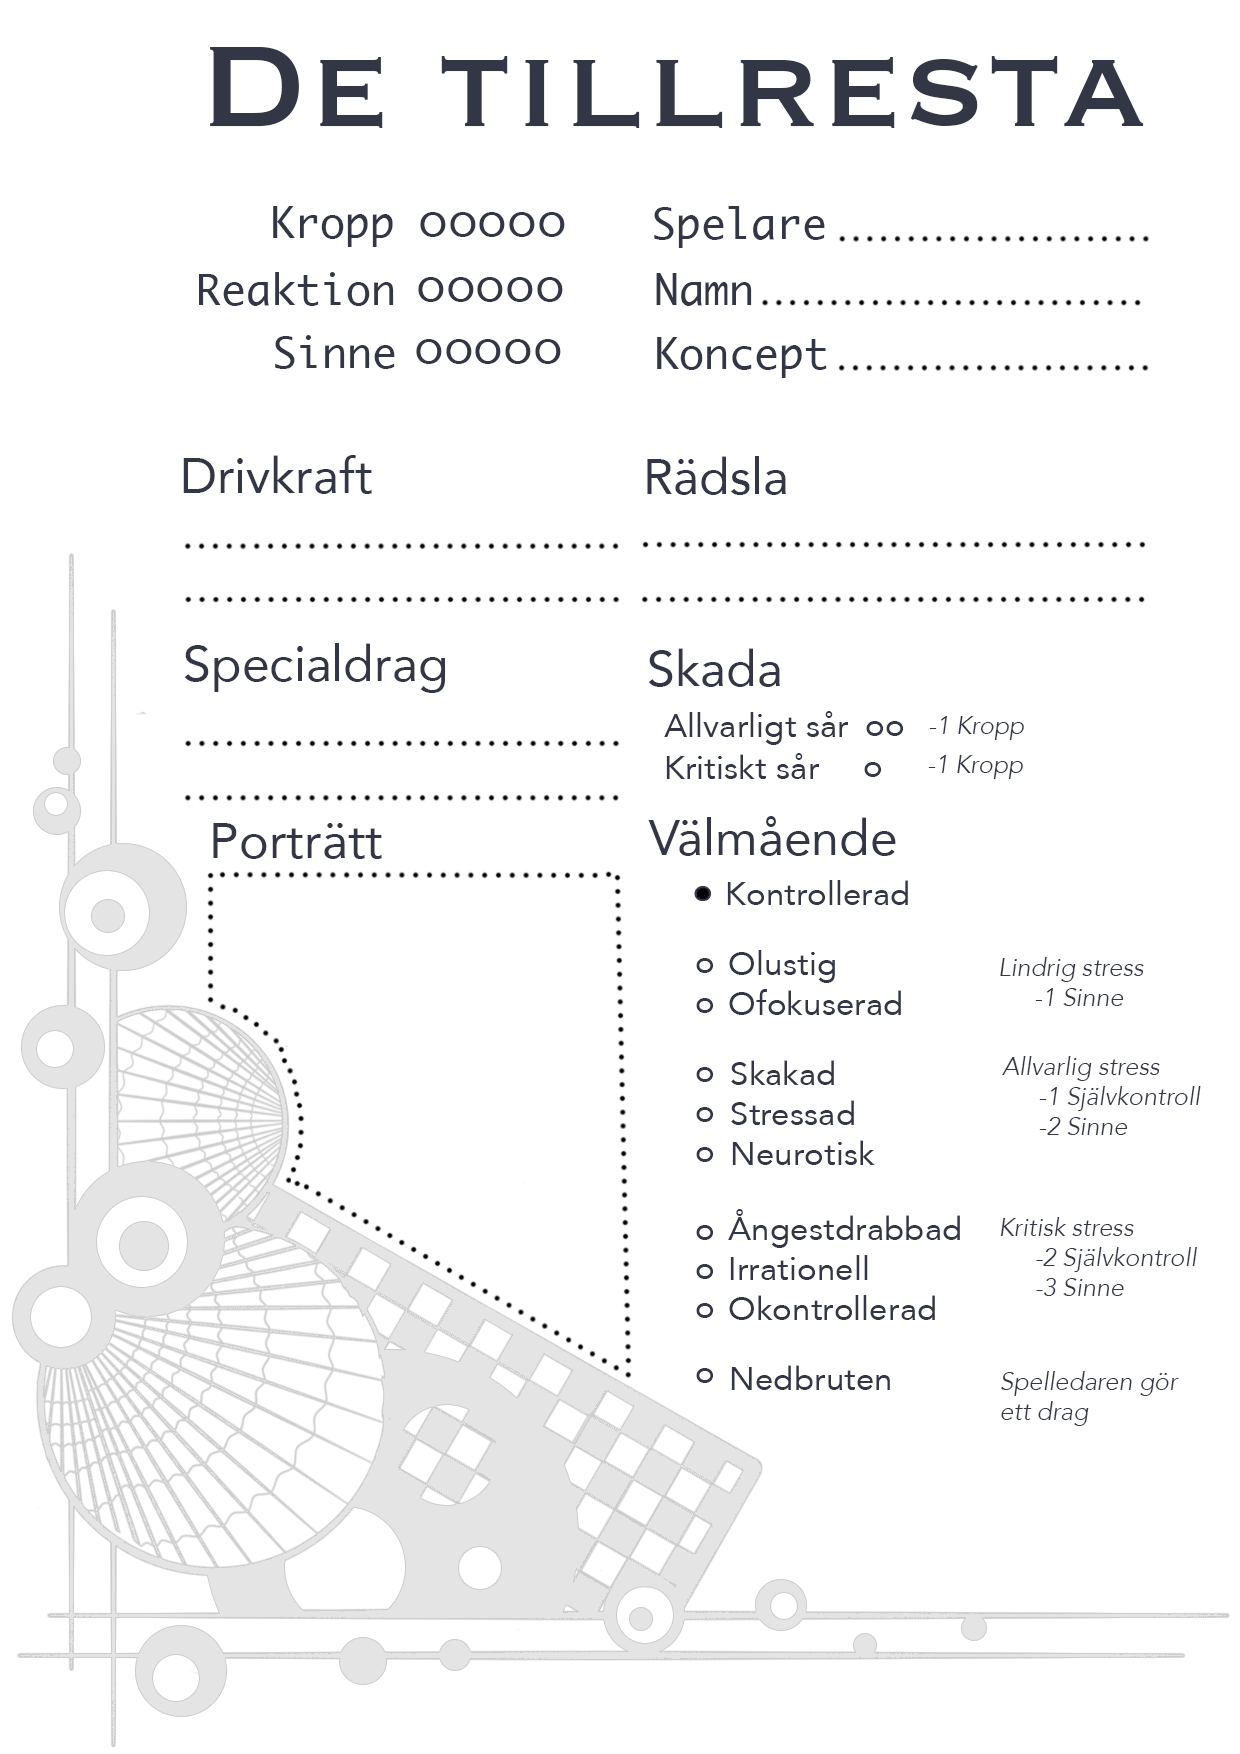 DE TILLRESTA
Kropp ooooo
Reaktion ooooo
Sinne ooooo
Spelare
Namn
Koncept
Drivkraft
Rädsla
Specialdrag
Skada
Allvarligt sår oo -1 Kropp
Kritiskt sår o -1 Kropp
Porträtt
Välmående
Kontrollerad
Olustig
Ofokuserad
Lindrig stress
-1 Sinne
Skakad
Stressad
Neurotisk
Allvarlig stress
-1 Självkontroll
-2 Sinne
Ångestdrabbad
Irrationell
Okontrollerad
Kritisk stress
-2 Självkontroll
-3 Sinne
Nedbruten
Spelledaren gör
ett drag